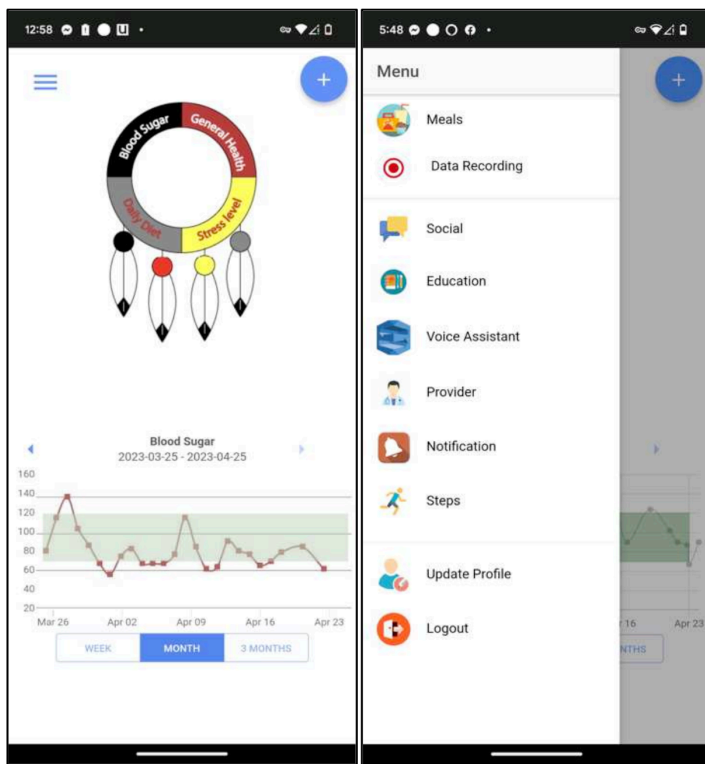 12:58
Blood Sugar
General Health
Daily Diet
Stress level
Blood Sugar
2023-03-25 - 2023-04-25
160
140
120
100
80
60
40
20
Mar 26 Apr 02 Apr 09 Apr 16 Apr 23
WEEK MONTH 3 MONTHS
5:48
Menu
Meals
Data Recording
Social
Education
Voice Assistant
Provider
Notification
Steps
Update Profile
Logout
r 16 Apr 23
NTHS